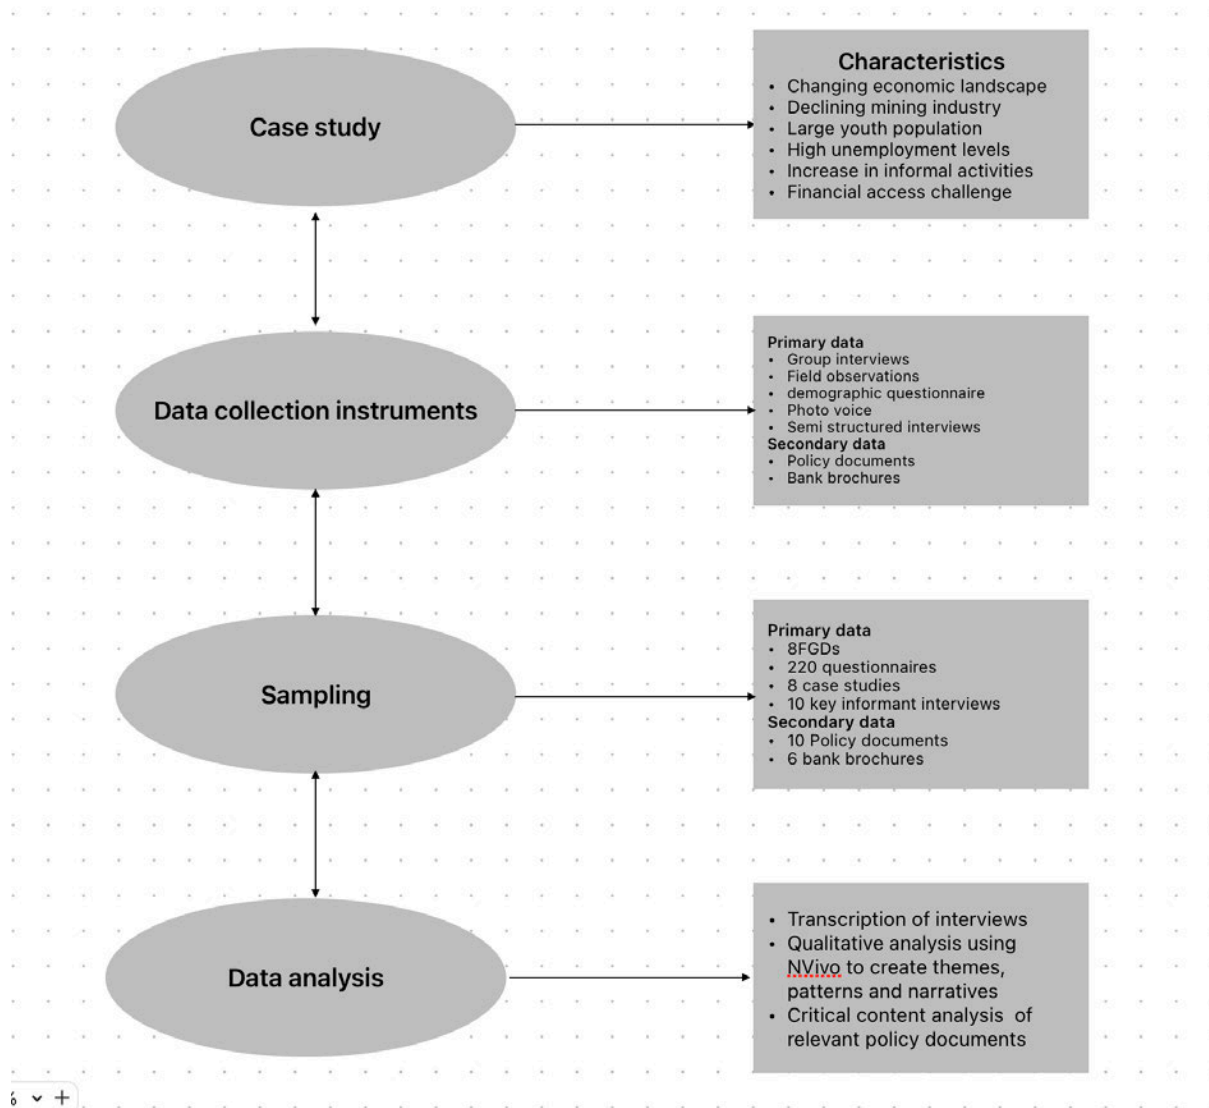 Case study
Characteristics
• Changing economic landscape
• Declining mining industry
• Large youth population
• High unemployment levels
• Increase in informal activities
• Financial access challenge
Data collection instruments
Primary data
• Group interviews
• Field observations
• demographic questionnaire
• Photo voice
• Semi structured interviews
Secondary data
• Policy documents
• Bank brochures
Sampling
Primary data
• 8FGDs
• 220 questionnaires
• 8 case studies
• 10 key informant interviews
Secondary data
• 10 Policy documents
• 6 bank brochures
Data analysis
• Transcription of interviews
• Qualitative analysis using
NVivo to create themes,
patterns and narratives
• Critical content analysis of
relevant policy documents